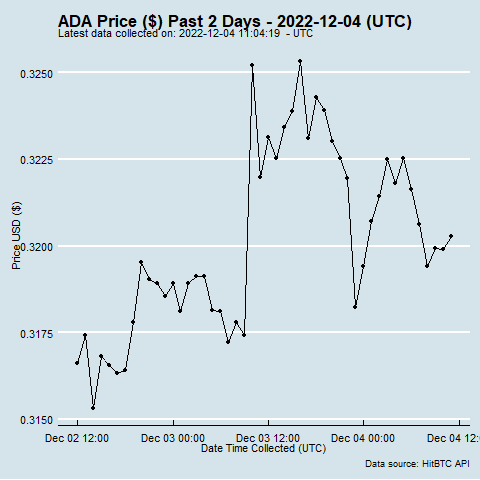 ADA Price ($) Past 2 Days - 2022-12-04 (UTC)
Latest data collected on: 2022-12-04 11:04:19 - UTC
0.3250
0.3225
0.3200
0.3175
0.3150
Price USD ($)
Dec 02 12:00 Dec 03 00:00 Dec 03 12:00 Dec 04 00:00 Dec 04 12:0
Date Time Collected (UTC)
Data source: HitBTC API